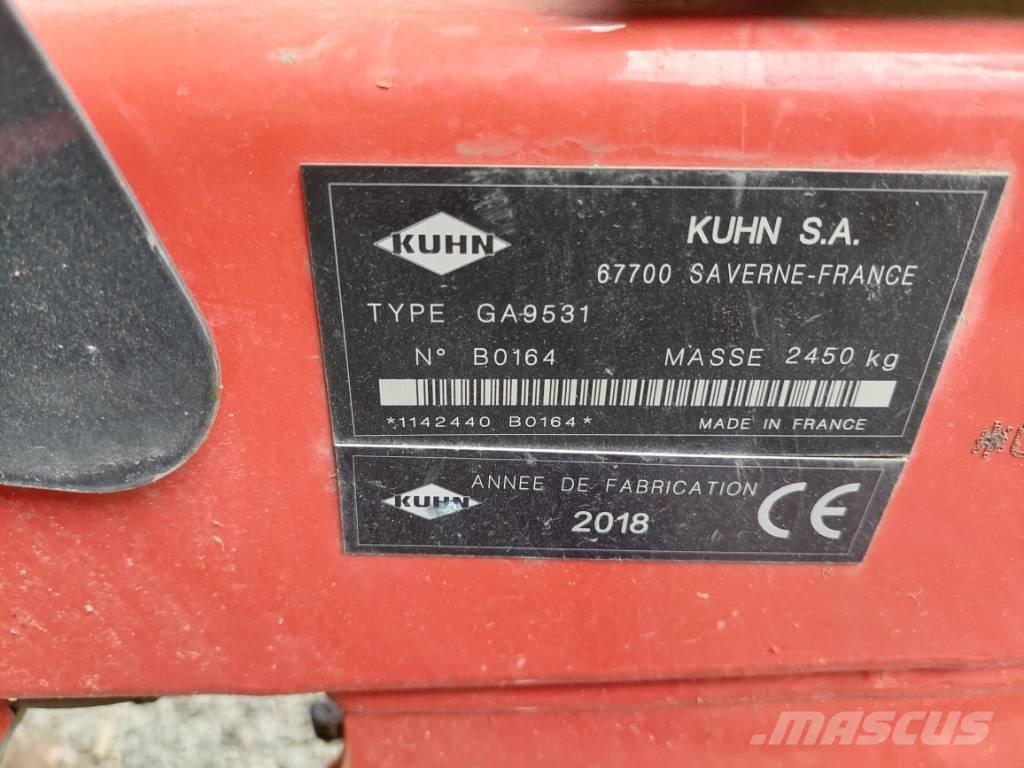 KUHN
KUHN S.A.
67700 SAVERNE-FRANCE
TYPE GA9531
N° B0164 MASSE 2450 kg
*1142440 B0164*
MADE IN FRANCE
KUHN
ANNEE DE FABRICATION
2018
CE
MASCUS